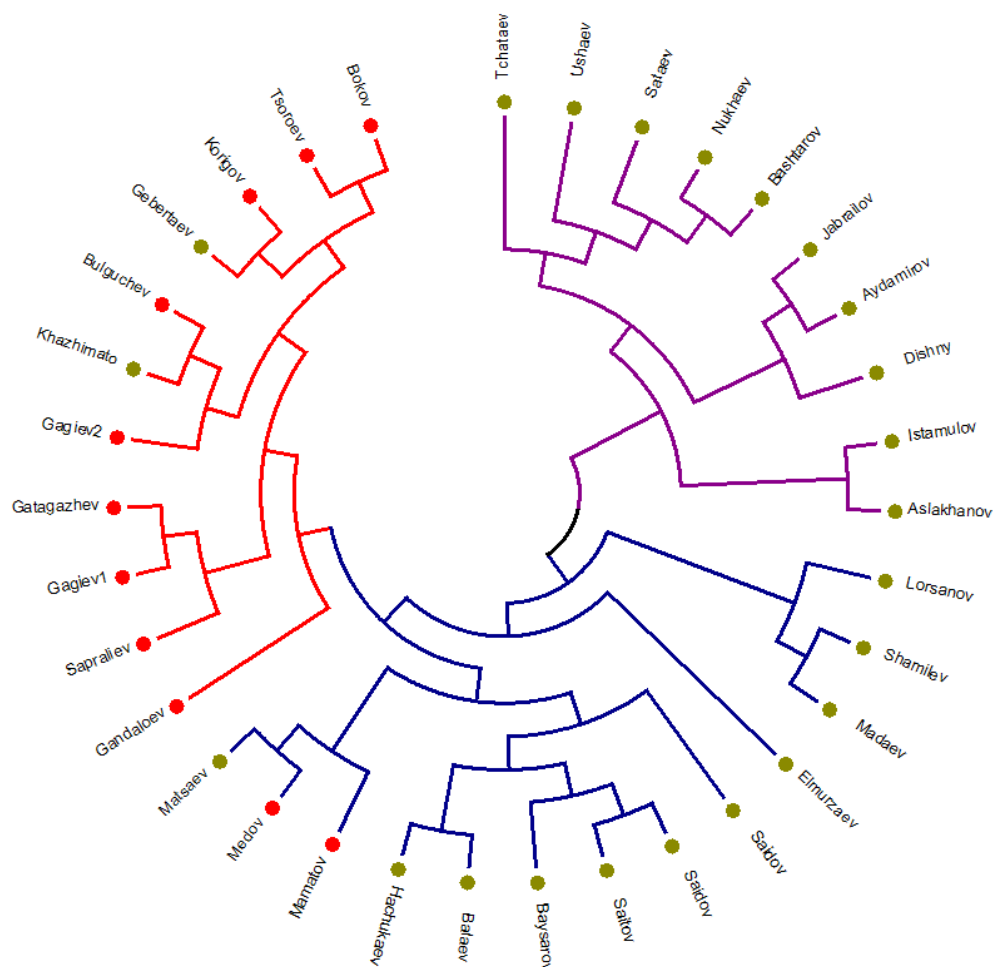 Tchataev
Ushaev
Sataev
Nukhaev
Bashtarov
Jabrailov
Aydamirov
Dishny
Istamulov
Aslakhanov
Lorsanov
Shamilev
Madaev
Elmurzaev
Saidov
Saidov
Saitov
Baysarov
Balaev
Hachukaev
Mamatov
Medov
Matsaev
Gandaloev
Sapraliev
Gagiev1
Gatagazhev
Gagiev2
Khazhimato
Bulguchev
Gebertaev
Korigov
Tsoroev
Bokov